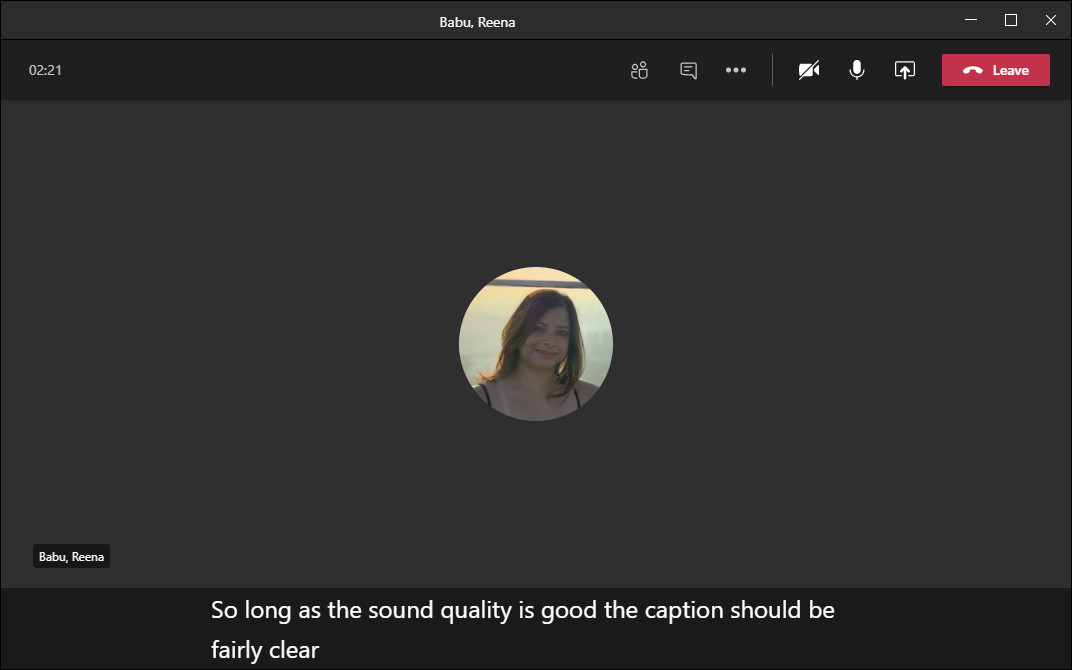 Babu, Reena
02:21
Leave
Babu, Reena
So long as the sound quality is good the caption should be
fairly clear